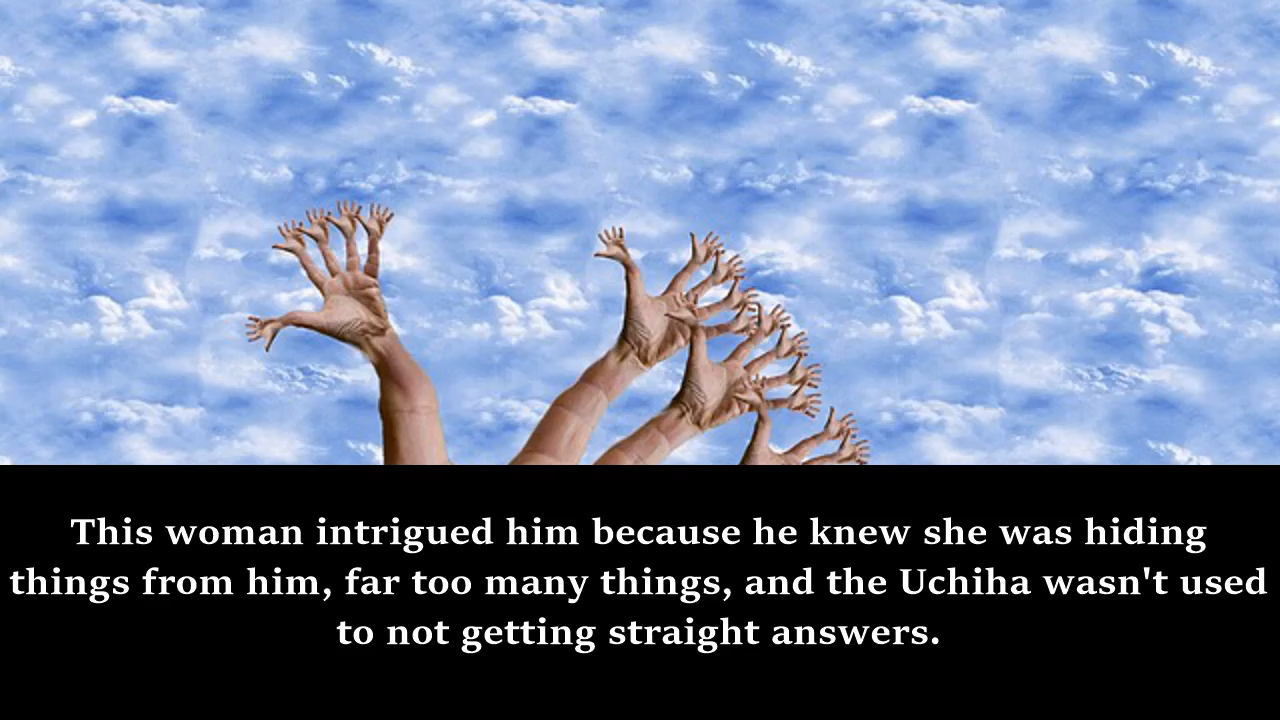 This woman intrigued him because he knew she was hiding
things from him, far too many things, and the Uchiha wasn't used
to not getting straight answers.